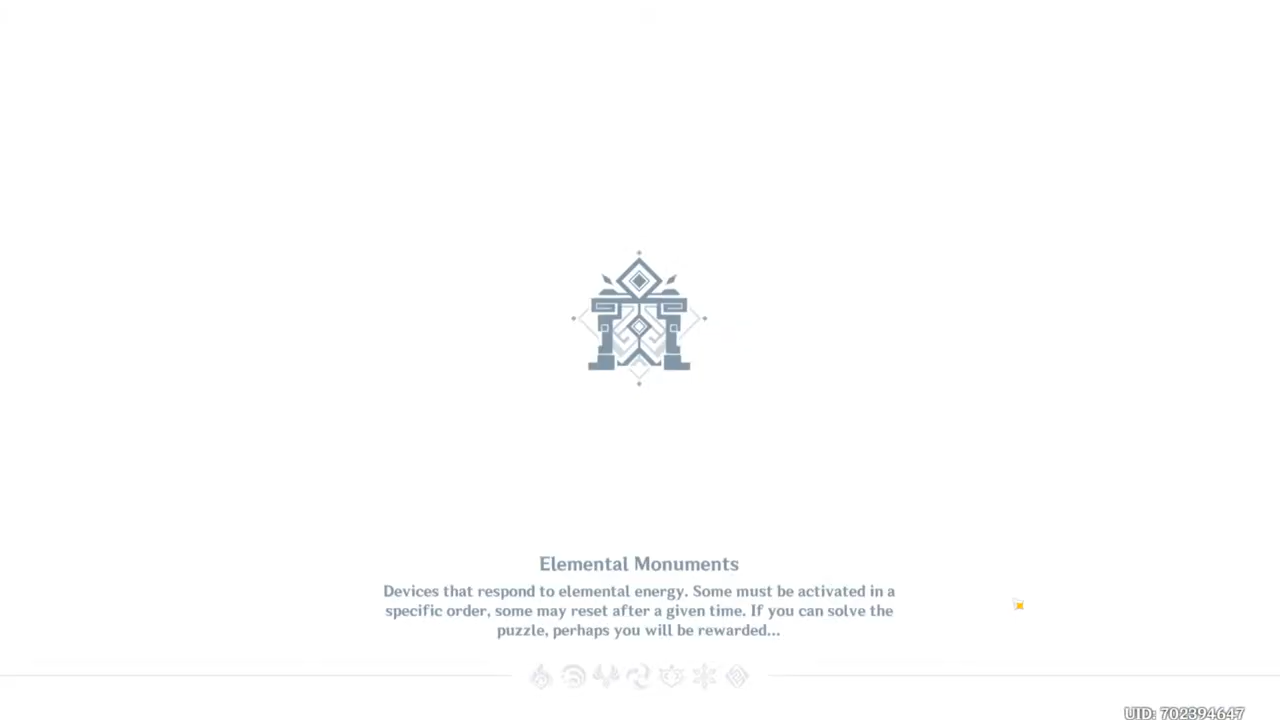 Elemental Monuments
Devices that respond to elemental energy. Some must be activated in a
specific order, some may reset after a given time. If you can solve the
puzzle, perhaps you will be rewarded...
UID: 702394647